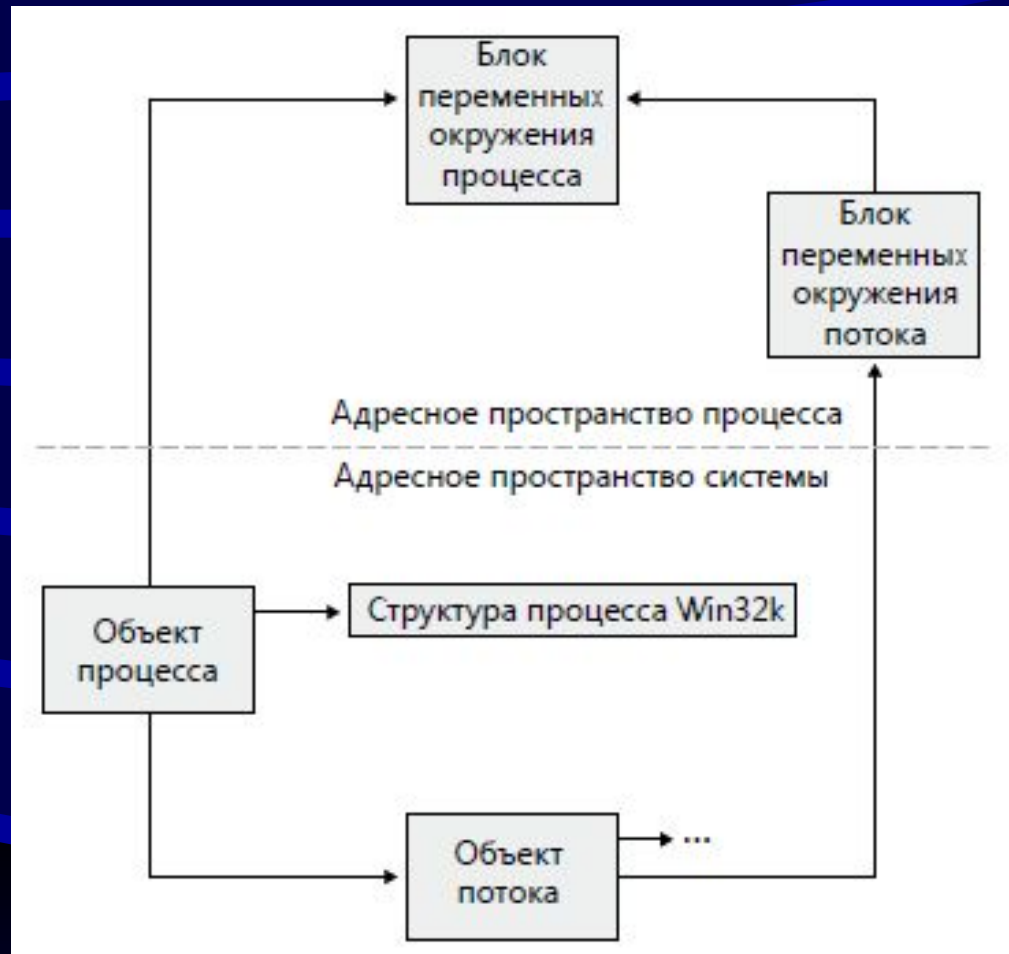 Блок
переменных
окружения
процесса
Блок
переменных
окружения
потока
Адресное пространство процесса
Адресное пространство системы
Объект
процесса
Структура процесса Win32k
Объект
потока
...